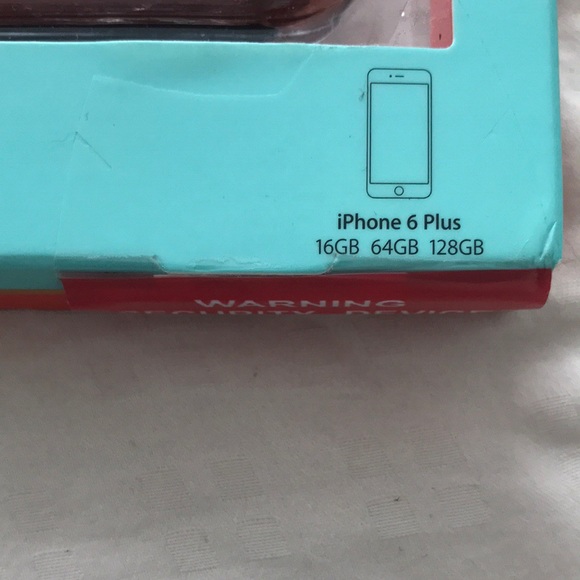 iPhone 6 Plus
16GB 64GB 128GB
WARNING
SECURITY DEVICE